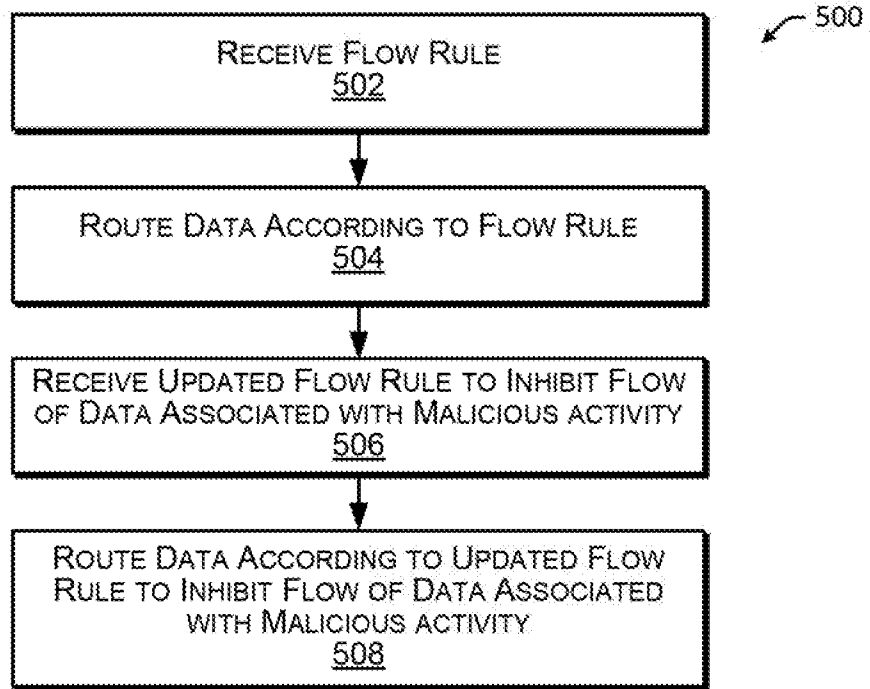 500
RECEIVE FLOW RULE
502
ROUTE DATA ACCORDING TO FLOW RULE
504
RECEIVE UPDATED FLOW RULE TO INHIBIT FLOW
OF DATA ASSOCIATED WITH MALICIOUS ACTIVITY
506
ROUTE DATA ACCORDING TO UPDATED FLOW
RULE TO INHIBIT FLOW OF DATA ASSOCIATED
WITH MALICIOUS ACTIVITY
508